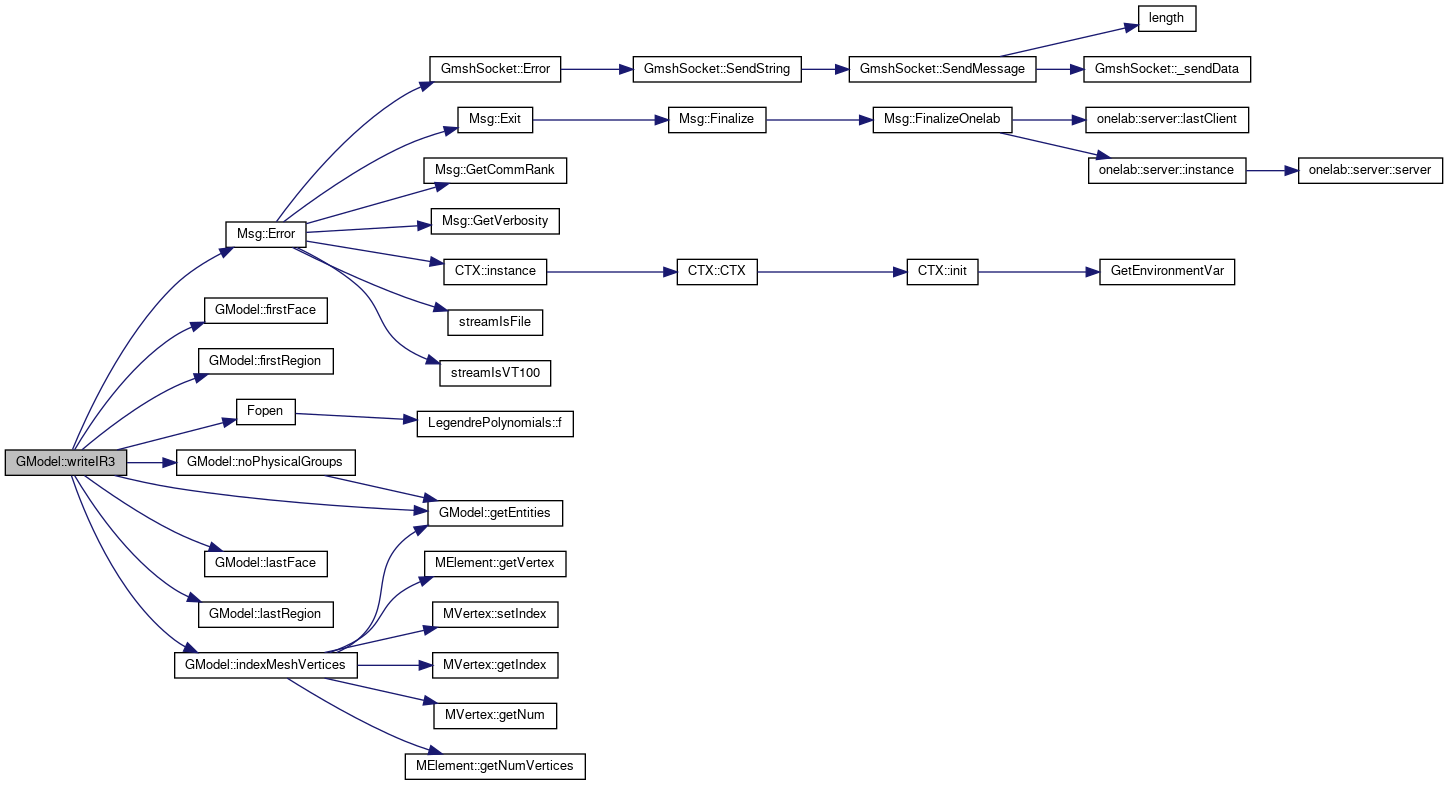 length
GmshSocket::Error
GmshSocket::SendString
GmshSocket::SendMessage
GmshSocket::_sendData
Msg::Exit
Msg::Finalize
Msg::FinalizeOnelab
onelab::server::lastClient
Msg::GetCommRank
onelab::server::instance
onelab::server::server
Msg::GetVerbosity
Msg::Error
CTX::instance
CTX::CTX
CTX::init
GetEnvironmentVar
GModel::firstFace
streamIsFile
GModel::firstRegion
streamIsVT100
Fopen
LegendrePolynomials::f
GModel::writeIR3
GModel::noPhysicalGroups
GModel::getEntities
GModel::lastFace
MElement::getVertex
GModel::lastRegion
MVertex::setIndex
GModel::indexMeshVertices
MVertex::getIndex
MVertex::getNum
MElement::getNumVertices